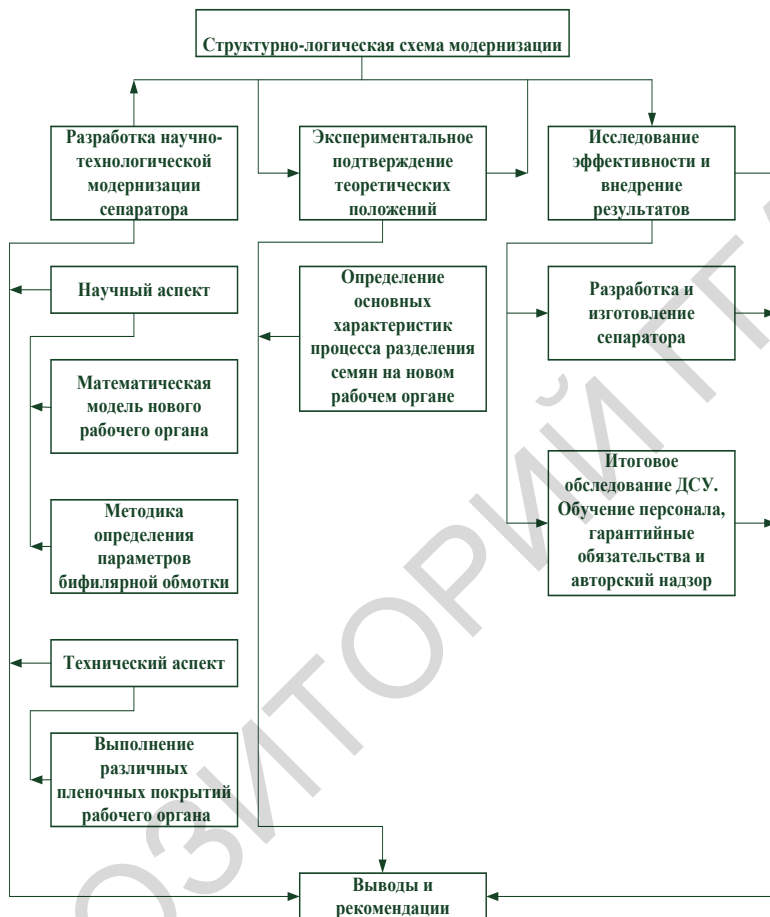 Структурно-логическая схема модернизации
Разработка научно-
технологической
модернизации
сепаратора
Экспериментальное
подтверждение
теоретических
положений
Исследование
эффективности и
внедрение
результатов
Научный аспект
Математическая
модель нового
рабочего органа
Методика
определения
параметров
бифилярной обмотки
Технический аспект
Выполнение
различных
пленочных покрытий
рабочего органа
Определение
основных
характеристик
процесса разделения
семян на новом
рабочем органе
Разработка и
изготовление
сепаратора
Итоговое
обследование ДСУ.
Обучение персонала,
гарантийные
обязательства и
авторский надзор
Выводы и
рекомендации